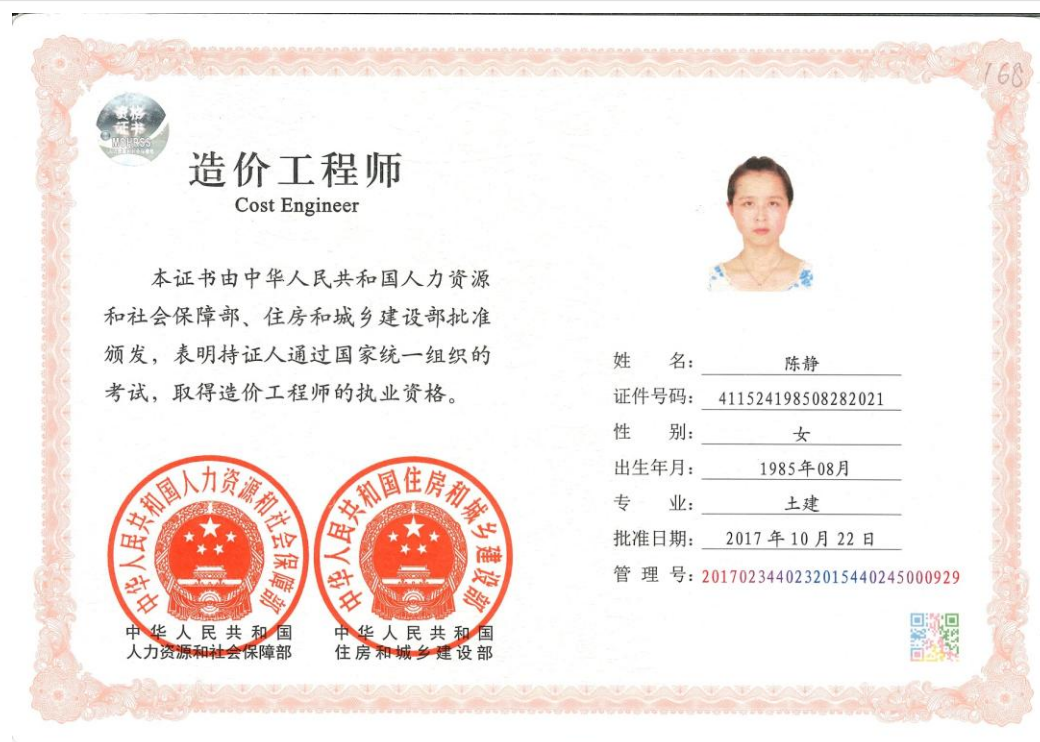 168
资格
证书
MOHRSS
造价工程师
Cost Engineer
本证书由中华人民共和国人力资源
和社会保障部、住房和城乡建设部批准
颁发，表明持证人通过国家统一组织的
考试，取得造价工程师的执业资格。
中华人民共和国人力资源和社会保障部
中华人民共和国住房和城乡建设部
中华人民共和国
人力资源和社会保障部
中华人民共和国
住房和城乡建设部
姓 名：陈静
证件号码：411524198508282021
性 别：女
出生年月：1985年08月
专 业：土建
批准日期：2017 年 10 月 22 日
管 理 号：2017023440232015440245000929